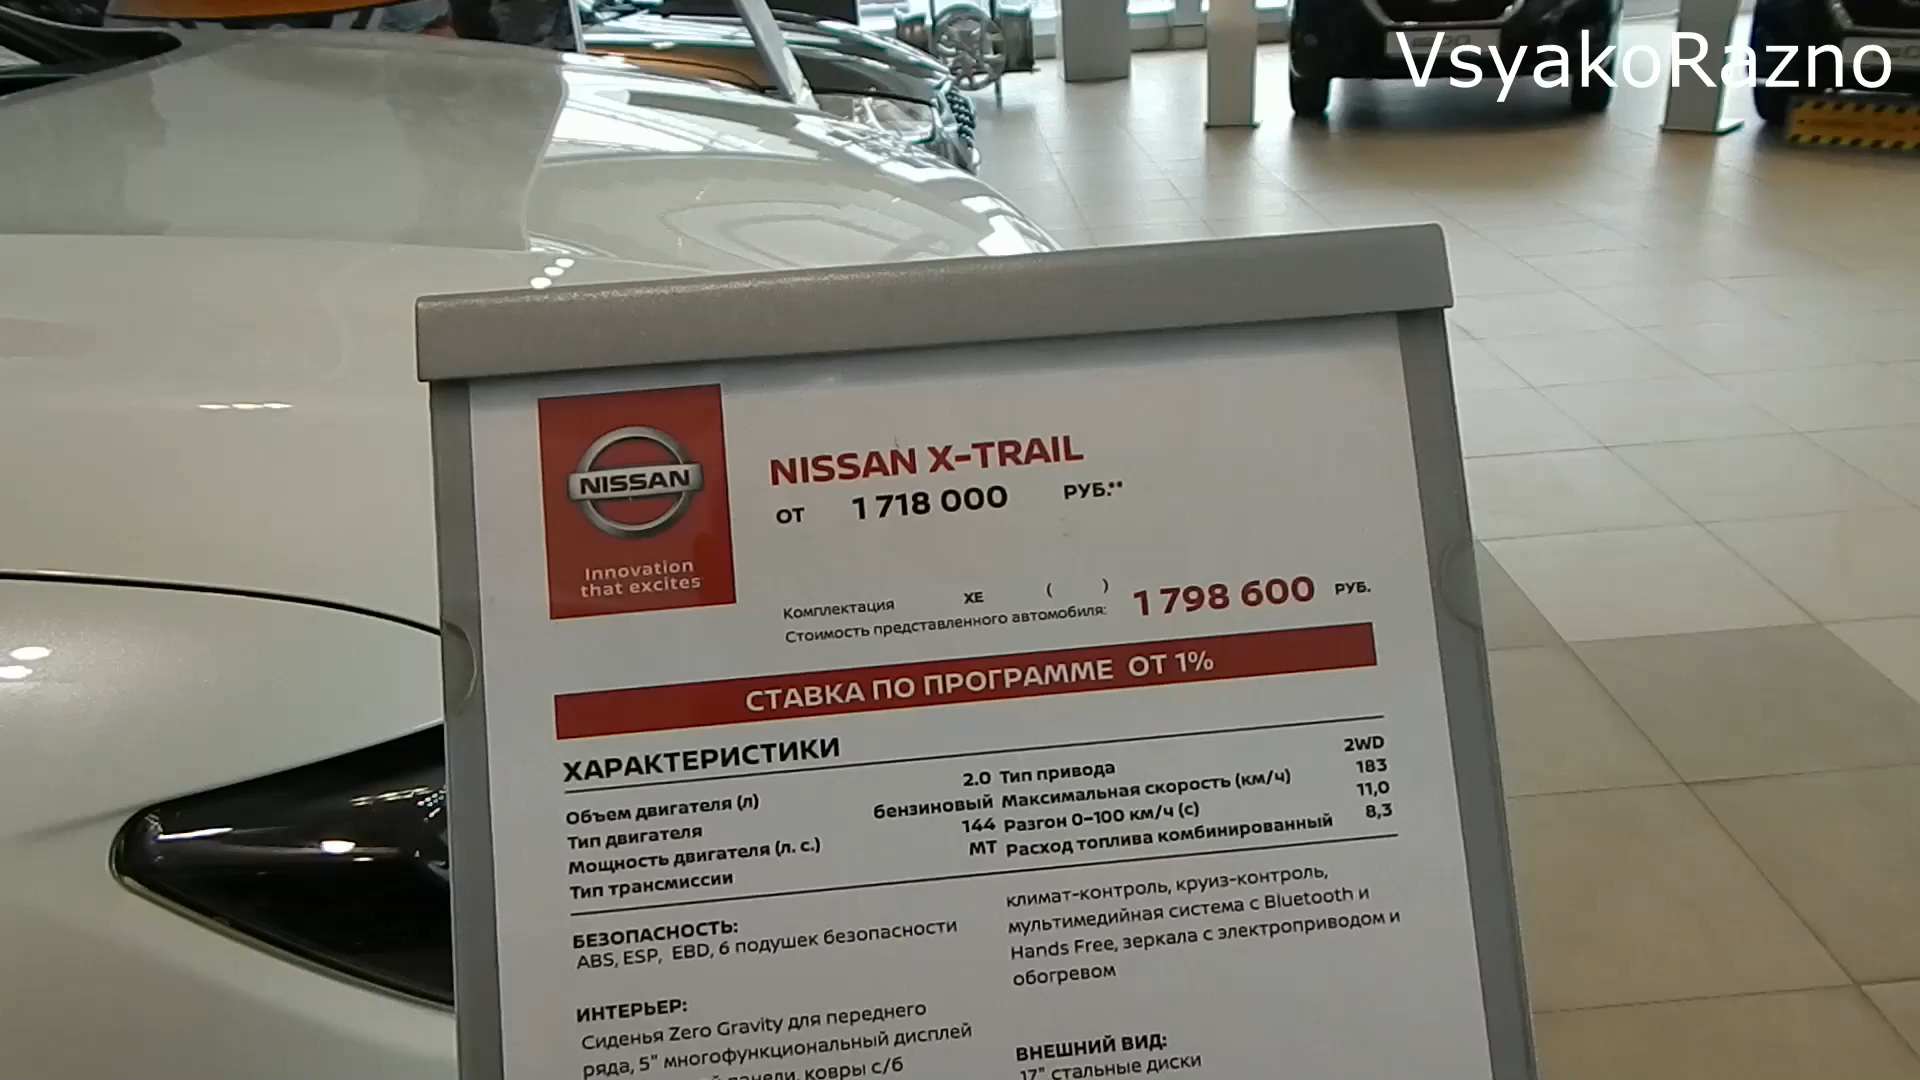 VsyakoRazno
NISSAN
Innovation
that excites
NISSAN X-TRAIL
ОТ 1 718 000 РУБ.**
Комплектация XE ( )
Стоимость представленного автомобиля: 1 798 600 РУБ.
СТАВКА ПО ПРОГРАММЕ ОТ 1%
ХАРАКТЕРИСТИКИ
Объем двигателя (л) 2.0
Тип двигателя бензиновый
Мощность двигателя (л. с.) 144
Тип трансмиссии МТ
Тип привода 2WD
Максимальная скорость (км/ч) 183
Разгон 0-100 км/ч (с) 11,0
Расход топлива комбинированный 8,3
БЕЗОПАСНОСТЬ:
ABS, ESP, EBD, 6 подушек безопасности
ИНТЕРЬЕР:
Сиденья Zero Gravity для переднего
ряда, 5" многофункциональный дисплей
панели, ковры с/б
климат-контроль, круиз-контроль,
мультимедийная система с Bluetooth и
Hands Free, зеркала с электроприводом и
обогревом
ВНЕШНИЙ ВИД:
17" стальные диски